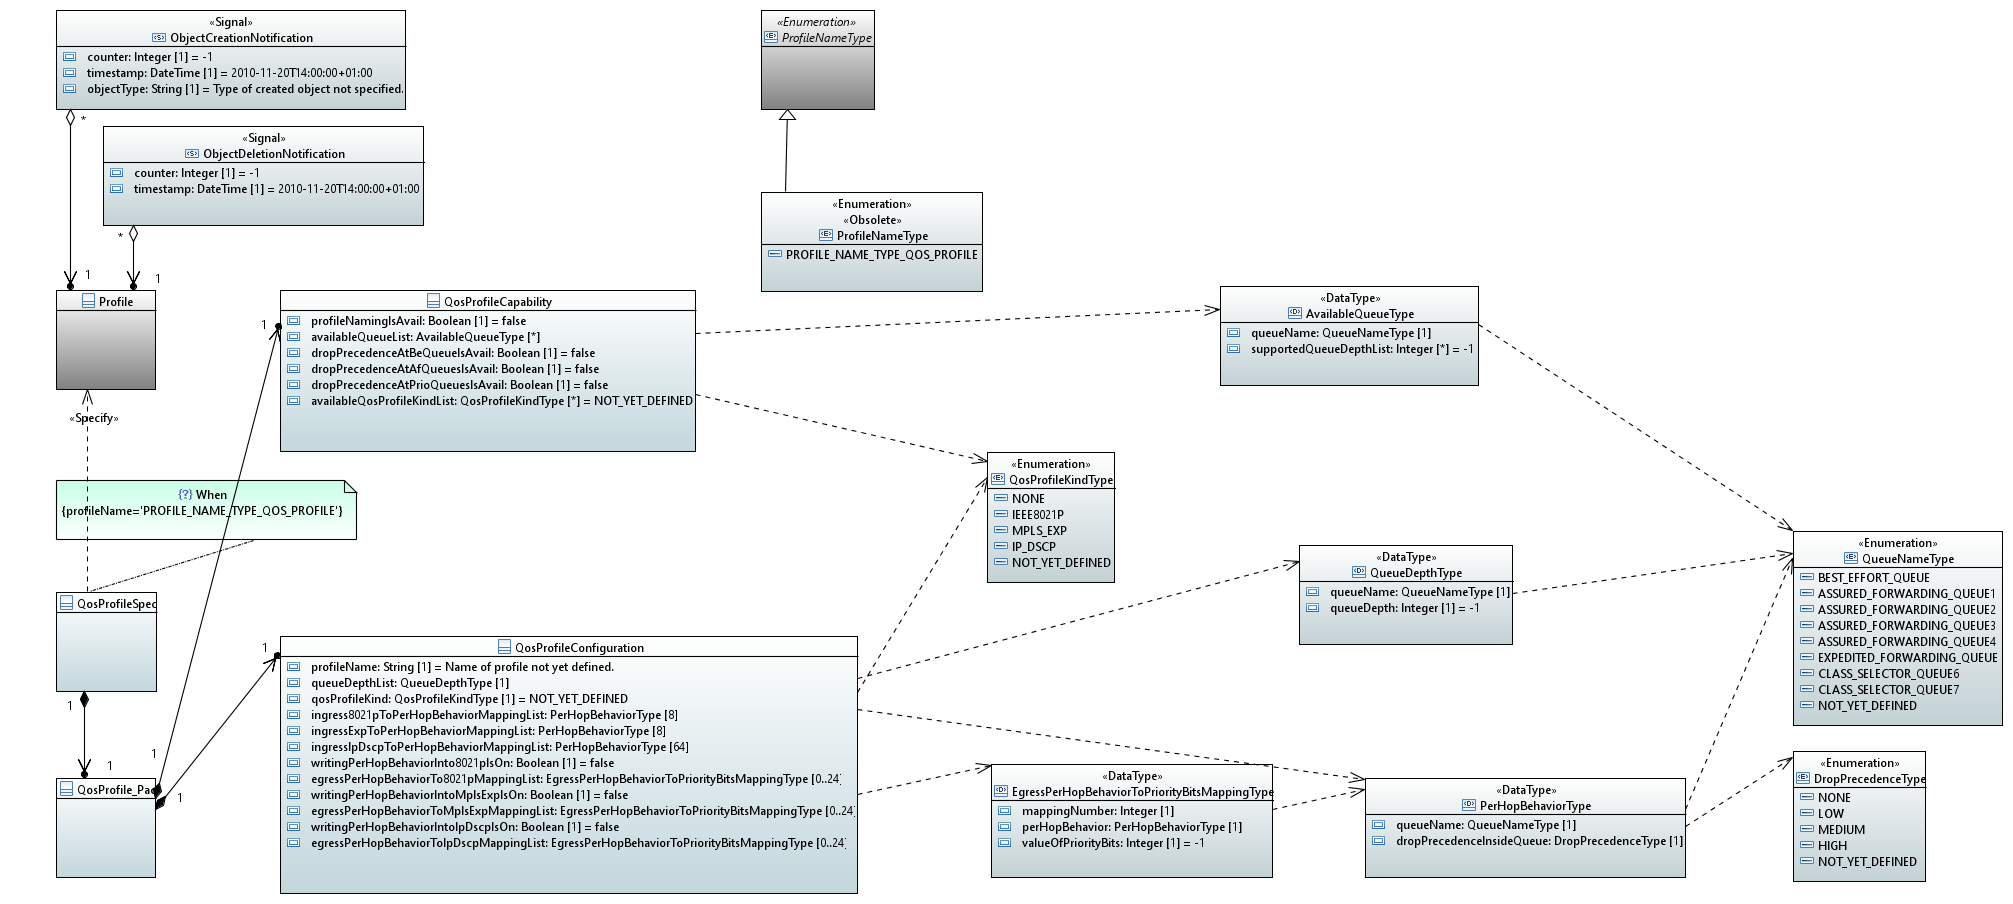 «Signal»
ObjectCreationNotification
counter: Integer [1] = -1
timestamp: DateTime [1] = 2010-11-20T14:00:00+01:00
objectType: String [1] = Type of created object not specified.
*
«Signal»
ObjectDeletionNotification
counter: Integer [1] = -1
timestamp: DateTime [1] = 2010-11-20T14:00:00+01:00
*
1
1
Profile
«Specify»
{?} When
{profileName='PROFILE_NAME_TYPE_QOS_PROFILE'}
QosProfileSpec
1
1
QosProfile_Pac
1
1
«Enumeration»
ProfileNameType
«Enumeration»
«Obsolete»
ProfileNameType
PROFILE_NAME_TYPE_QOS_PROFILE
1
QosProfileCapability
profileNamingIsAvail: Boolean [1] = false
availableQueueList: AvailableQueueType [*]
dropPrecedenceAtBeQueueIsAvail: Boolean [1] = false
dropPrecedenceAtAfQueuesIsAvail: Boolean [1] = false
dropPrecedenceAtPrioQueuesIsAvail: Boolean [1] = false
availableQosProfileKindList: QosProfileKindType [*] = NOT_YET_DEFINED
1
QosProfileConfiguration
profileName: String [1] = Name of profile not yet defined.
queueDepthList: QueueDepthType [1]
qosProfileKind: QosProfileKindType [1] = NOT_YET_DEFINED
ingress8021pToPerHopBehaviorMappingList: PerHopBehaviorType [8]
ingressExpToPerHopBehaviorMappingList: PerHopBehaviorType [8]
ingressIpDscpToPerHopBehaviorMappingList: PerHopBehaviorType [64]
writingPerHopBehaviorInto8021pIsOn: Boolean [1] = false
egressPerHopBehaviorTo8021pMappingList: EgressPerHopBehaviorToPriorityBitsMappingType [0..24]
writingPerHopBehaviorIntoMplsExpIsOn: Boolean [1] = false
egressPerHopBehaviorToMplsExpMappingList: EgressPerHopBehaviorToPriorityBitsMappingType [0..24]
writingPerHopBehaviorIntoIpDscpIsOn: Boolean [1] = false
egressPerHopBehaviorToIpDscpMappingList: EgressPerHopBehaviorToPriorityBitsMappingType [0..24]
«DataType»
AvailableQueueType
queueName: QueueNameType [1]
supportedQueueDepthList: Integer [*] = -1
«Enumeration»
QosProfileKindType
NONE
IEEE8021P
MPLS_EXP
IP_DSCP
NOT_YET_DEFINED
«DataType»
QueueDepthType
queueName: QueueNameType [1]
queueDepth: Integer [1] = -1
«DataType»
EgressPerHopBehaviorToPriorityBitsMappingType
mappingNumber: Integer [1]
perHopBehavior: PerHopBehaviorType [1]
valueOfPriorityBits: Integer [1] = -1
«DataType»
PerHopBehaviorType
queueName: QueueNameType [1]
dropPrecedenceInsideQueue: DropPrecedenceType [1]
«Enumeration»
QueueNameType
BEST_EFFORT_QUEUE
ASSURED_FORWARDING_QUEUE1
ASSURED_FORWARDING_QUEUE2
ASSURED_FORWARDING_QUEUE3
ASSURED_FORWARDING_QUEUE4
EXPEDITED_FORWARDING_QUEUE
CLASS_SELECTOR_QUEUE6
CLASS_SELECTOR_QUEUE7
NOT_YET_DEFINED
«Enumeration»
DropPrecedenceType
NONE
LOW
MEDIUM
HIGH
NOT_YET_DEFINED